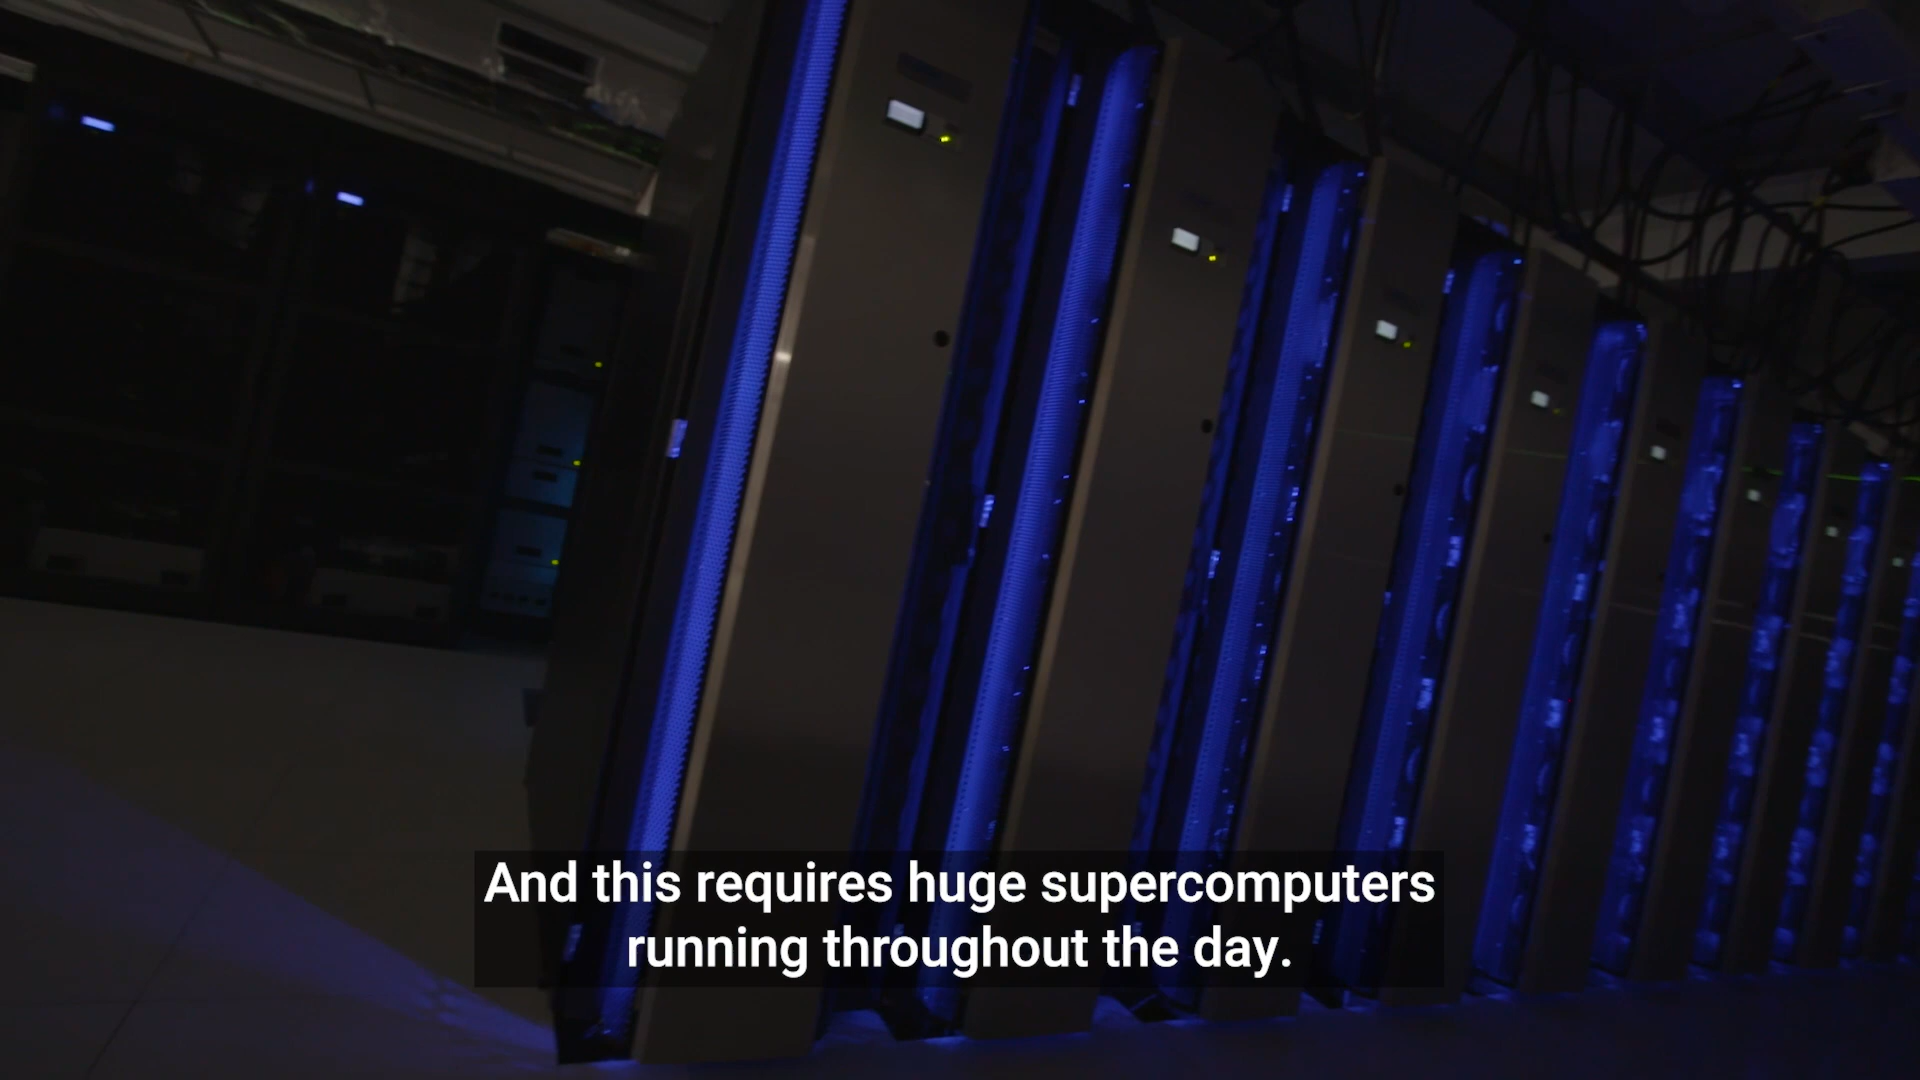 And this requires huge supercomputers
running throughout the day.